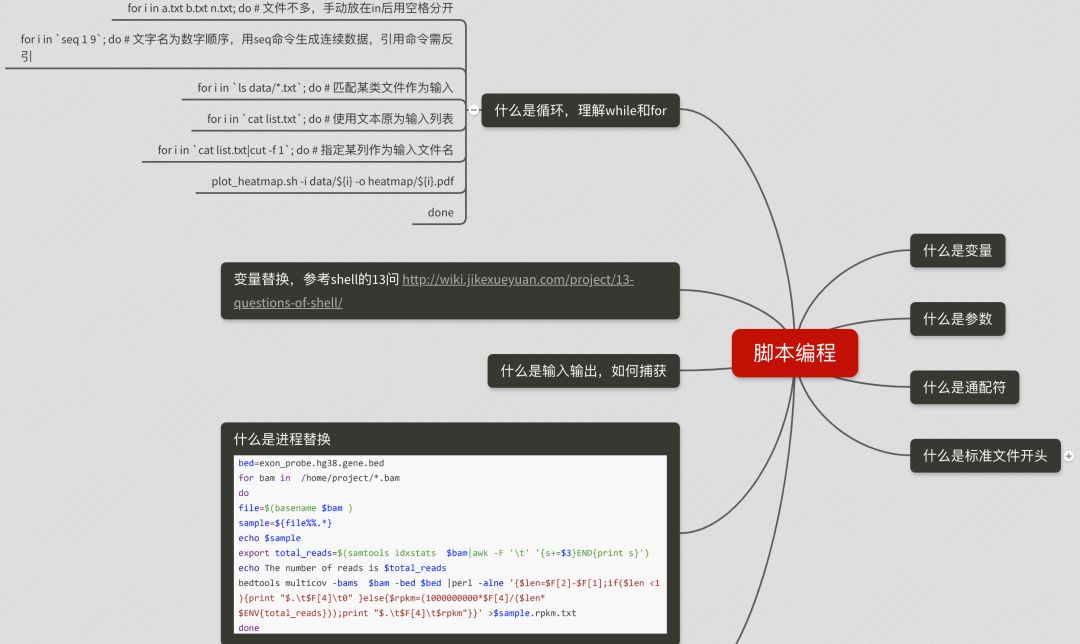 for i in a.txt b.txt n.txt; do # 文件不多，手动放在in后用空格分开
for i in `seq 1 9`; do # 文字名为数字顺序，用seq命令生成连续数据，引用命令需反
引
for i in `ls data/*.txt`; do # 匹配某类文件作为输入
for i in `cat list.txt`; do # 使用文本原为输入列表
for i in `cat list.txt|cut -f 1`; do # 指定某列作为输入文件名
plot_heatmap.sh -i data/${i} -o heatmap/${i}.pdf
done
什么是循环，理解while和for
变量替换，参考shell的13问 http://wiki.jikexueyuan.com/project/13-
questions-of-shell/
什么是输入输出，如何捕获
什么是进程替换
bed=exon_probe.hg38.gene.bed
for bam in  /home/project/*.bam
do
file=$(basename $bam )
sample=${file%%.*}
echo $sample
export total_reads=$(samtools idxstats  $bam|awk -F '\t' '{s+=$3}END{print s}')
echo The number of reads is $total_reads
bedtools multicov -bams  $bam -bed $bed |perl -alne '{$len=$F[2]-$F[1];if($len <1
){print "$.\t$F[4]\t0" }else{$rpkm=(1000000000*$F[4]/($len*
$ENV{total_reads}));print "$.\t$F[4]\t$rpkm"}}' >$sample.rpkm.txt
done
脚本编程
什么是变量
什么是参数
什么是通配符
什么是标准文件开头